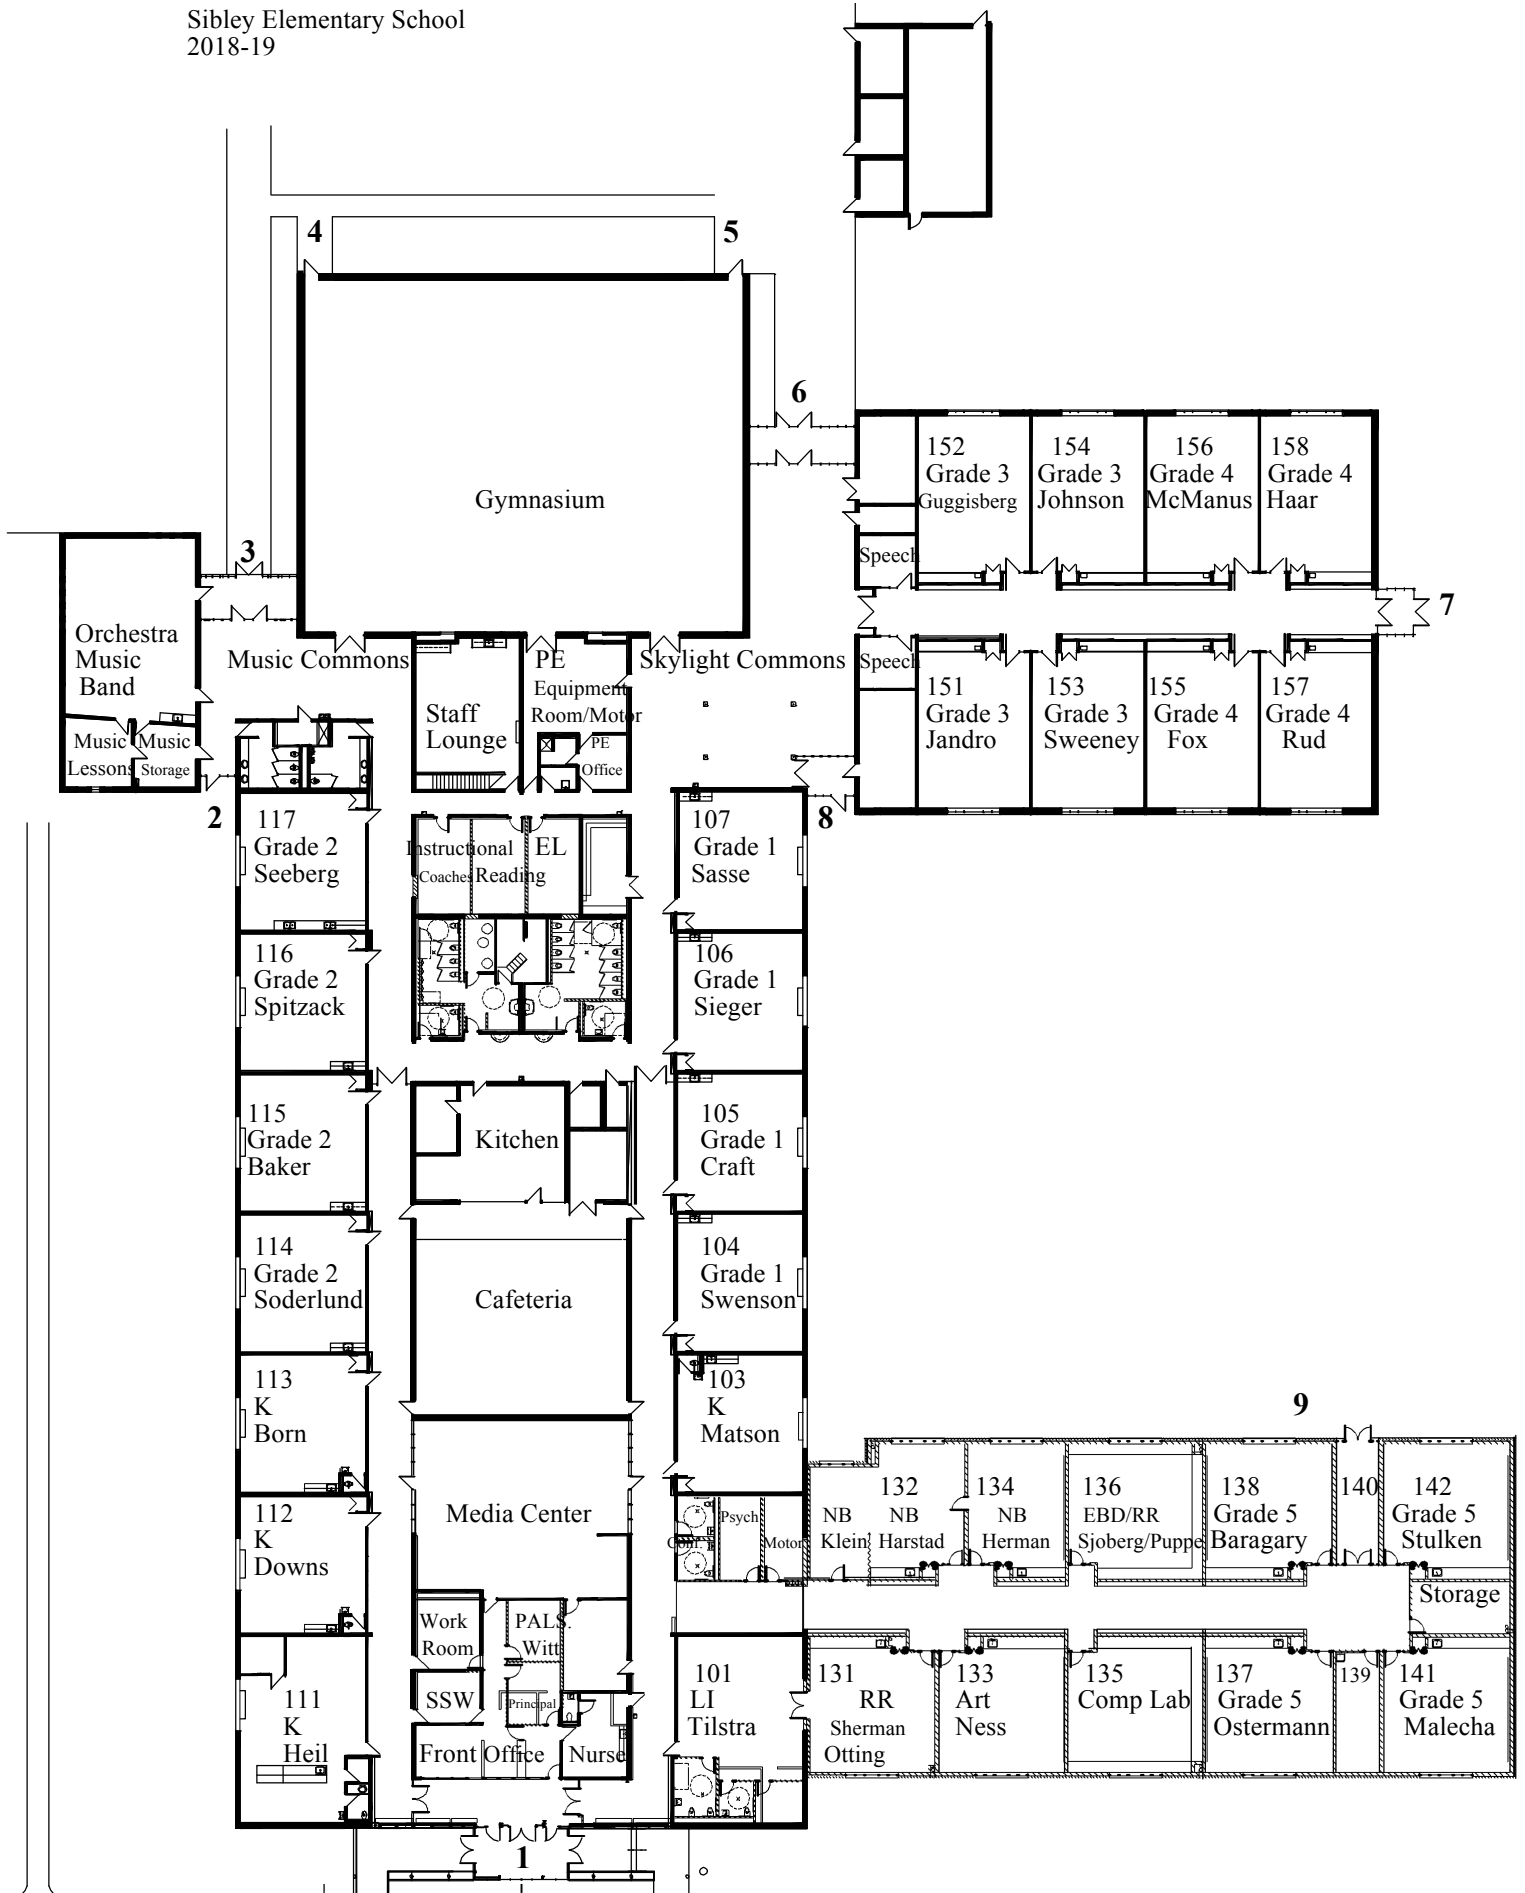 Sibley Elementary School
2018-19
4
5
6
Gymnasium
152
Grade 3
Guggisberg
154
Grade 3
Johnson
156
Grade 4
McManus
158
Grade 4
Haar
3
Speech
7
Orchestra
Music
Band
Music Commons
PE
Equipment
Room/Motor
Skylight Commons
Speech
151
Grade 3
Jandro
153
Grade 3
Sweeney
155
Grade 4
Fox
157
Grade 4
Rud
Staff
Lounge
PE
Office
Music
Lessons
Music
Storage
2
8
117
Grade 2
Seeberg
Instructional
Coaches
Reading
EL
107
Grade 1
Sasse
116
Grade 2
Spitzack
106
Grade 1
Sieger
115
Grade 2
Baker
Kitchen
105
Grade 1
Craft
114
Grade 2
Soderlund
Cafeteria
104
Grade 1
Swenson
113
K
Born
103
K
Matson
9
112
K
Downs
Media Center
Conf.
Psych
Motor
NB
Klein
132
NB
Harstad
134
NB
Herman
136
EBD/RR
Sjoberg/Puppe
138
Grade 5
Baragary
140
142
Grade 5
Stulken
Storage
Work
Room
PALS.
Witt
111
K
Heil
SSW
Principal
Front Office
Nurse
101
LI
Tilstra
131
RR
Sherman
Otting
133
Art
Ness
135
Comp Lab
137
Grade 5
Ostermann
139
141
Grade 5
Malecha
1